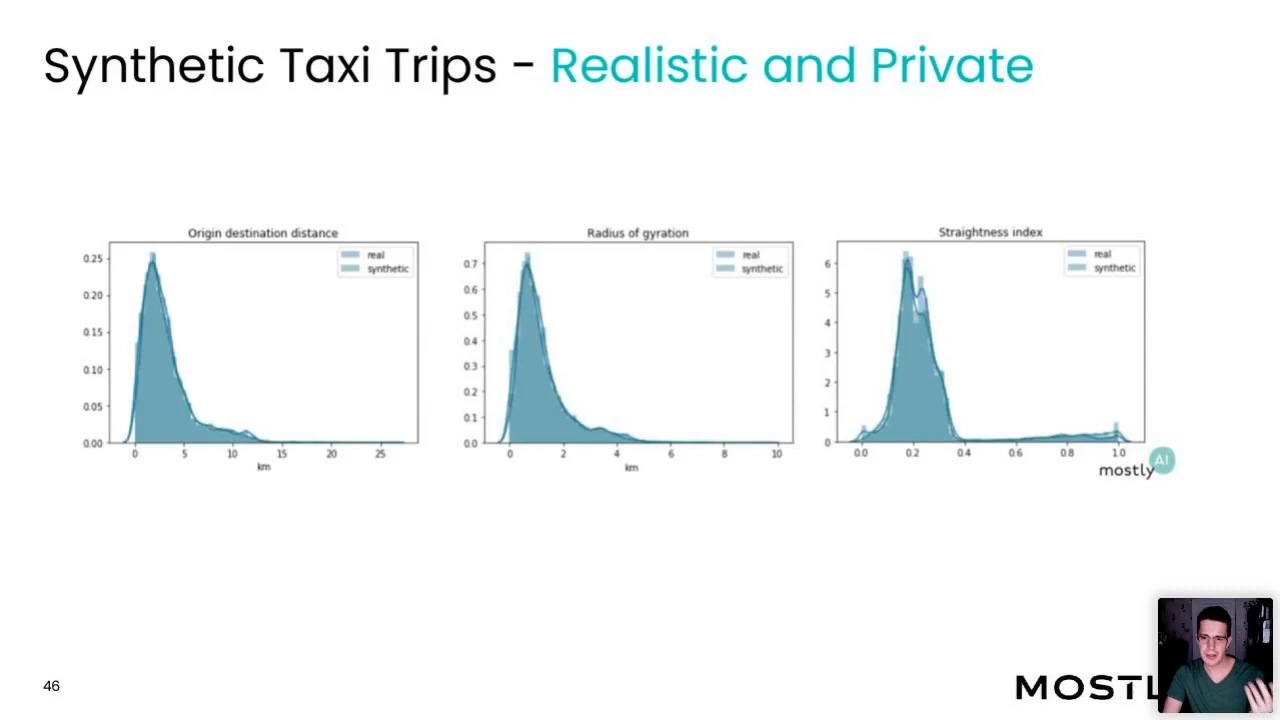 Synthetic Taxi Trips - Realistic and Private
Origin destination distance
real
synthetic
0.25
0.20
0.15
0.10
0.05
0.00
0 5 10 15 20 25
km
Radius of gyration
real
synthetic
0.7
0.6
0.5
0.4
0.3
0.2
0.1
0.0
0 2 4 6 8 10
km
Straightness index
real
synthetic
6
5
4
3
2
1
0
0.0 0.2 0.4 0.6 0.8 1.0
mostly AI
46
MOSTL